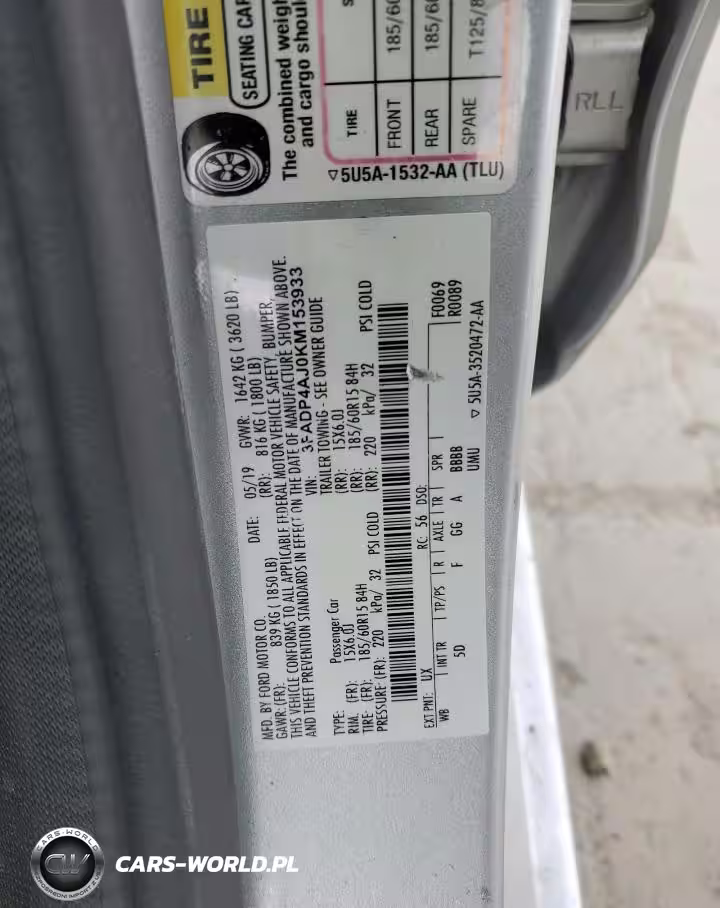 TIRE
SEATING CAP
The combined weigh
and cargo shoul
TIRE
S
FRONT
185/60
REAR
185/60
SPARE
T125/8
▽5U5A-1532-AA (TLU)
RLL
MFD. BY FORD MOTOR CO.
DATE: 05/19 GVWR: 1642 KG ( 3620 LB)
GAWR: (FR): 839 KG ( 1850 LB) (RR): 816 KG ( 1800 LB)
THIS VEHICLE CONFORMS TO ALL APPLICABLE FEDERAL MOTOR VEHICLE SAFETY, BUMPER,
AND THEFT PREVENTION STANDARDS IN EFFECT ON THE DATE OF MANUFACTURE SHOWN ABOVE.
VIN: 3FADP4AJ0KM153933
TYPE: Passenger Car TRAILER TOWING - SEE OWNER GUIDE
RIM. (FR): 15X6.0J (RR): 15X6.0J
TIRE- (FR): 185/60R15 84H (RR): 185/60R15 84H
PRESSURE- (FR): 220 kPa/ 32 PSI COLD (RR): 220 kPa/ 32 PSI COLD
EXT PNT: UX RC: 56 DSO: F0069
WB INT TR TP/PS R AXLE TR SPR R0089
5D F GG A BBBB
UMU
▽ 5U5A-3520472-AA
CARS-WORLD
CW
CARS-WORLD.PL